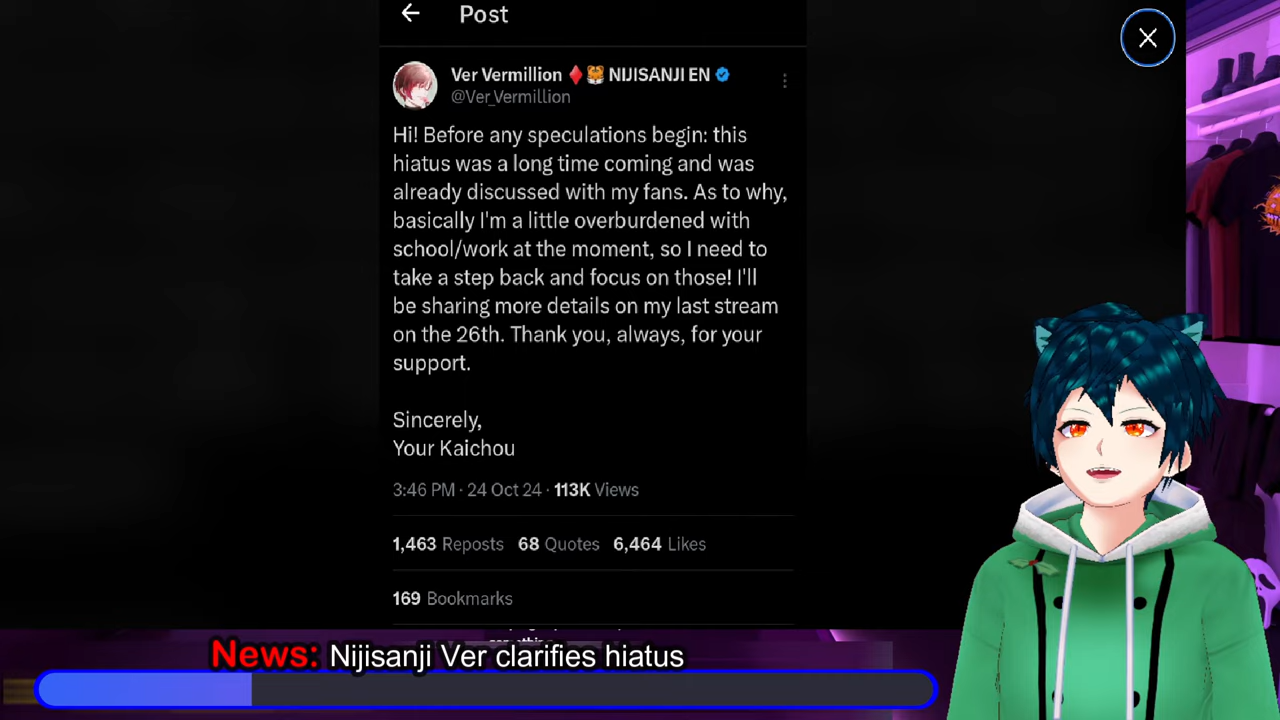 Post
Ver Vermillion ♦️🐯 NIJISANJI EN
@Ver_Vermillion
Hi! Before any speculations begin: this
hiatus was a long time coming and was
already discussed with my fans. As to why,
basically I'm a little overburdened with
school/work at the moment, so I need to
take a step back and focus on those! I'll
be sharing more details on my last stream
on the 26th. Thank you, always, for your
support.
Sincerely,
Your Kaichou
3:46 PM · 24 Oct 24 · 113K Views
1,463 Reposts 68 Quotes 6,464 Likes
169 Bookmarks
News: Nijisanji Ver clarifies hiatus